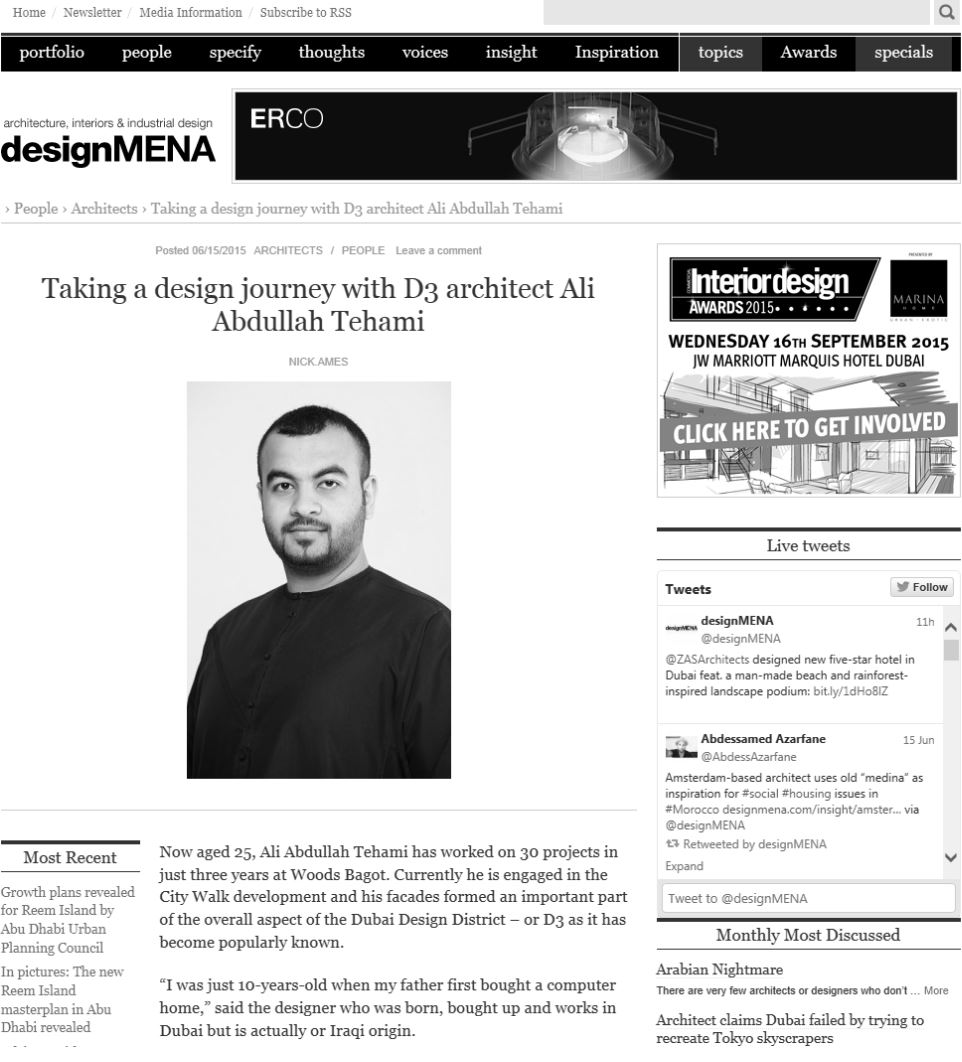 Home / Newsletter / Media Information / Subscribe to RSS
portfolio people specify thoughts voices insight Inspiration topics Awards specials
architecture, interiors & industrial design
designMENA
ERCO
› People › Architects › Taking a design journey with D3 architect Ali Abdullah Tehami
Posted 06/15/2015 ARCHITECTS / PEOPLE Leave a comment
Taking a design journey with D3 architect Ali
Abdullah Tehami
NICK.AMES
Now aged 25, Ali Abdullah Tehami has worked on 30 projects in
just three years at Woods Bagot. Currently he is engaged in the
City Walk development and his facades formed an important part
of the overall aspect of the Dubai Design District – or D3 as it has
become popularly known.
“I was just 10-years-old when my father first bought a computer
home,” said the designer who was born, bought up and works in
Dubai but is actually or Iraqi origin.
Most Recent
Growth plans revealed
for Reem Island by
Abu Dhabi Urban
Planning Council
In pictures: The new
Reem Island
masterplan in Abu
Dhabi revealed
PRESENTED BY
COMMERCIAL
Interior design
AWARDS 2015
MARINA
HOME
URBAN · EXOTIC
WEDNESDAY 16TH SEPTEMBER 2015
JW MARRIOTT MARQUIS HOTEL DUBAI
CLICK HERE TO GET INVOLVED
Live tweets
Tweets
Follow
designMENA
designMENA 11h
@designMENA
@ZASArchitects designed new five-star hotel in
Dubai feat. a man-made beach and rainforest-
inspired landscape podium: bit.ly/1dHo8lZ
Abdessamed Azarfane 15 Jun
@AbdessAzarfane
Amsterdam-based architect uses old “medina” as
inspiration for #social #housing issues in
#Morocco designmena.com/insight/amster... via
@designMENA
Retweeted by designMENA
Expand
Tweet to @designMENA
Monthly Most Discussed
Arabian Nightmare
There are very few architects or designers who don't ... More
Architect claims Dubai failed by trying to
recreate Tokyo skyscrapers